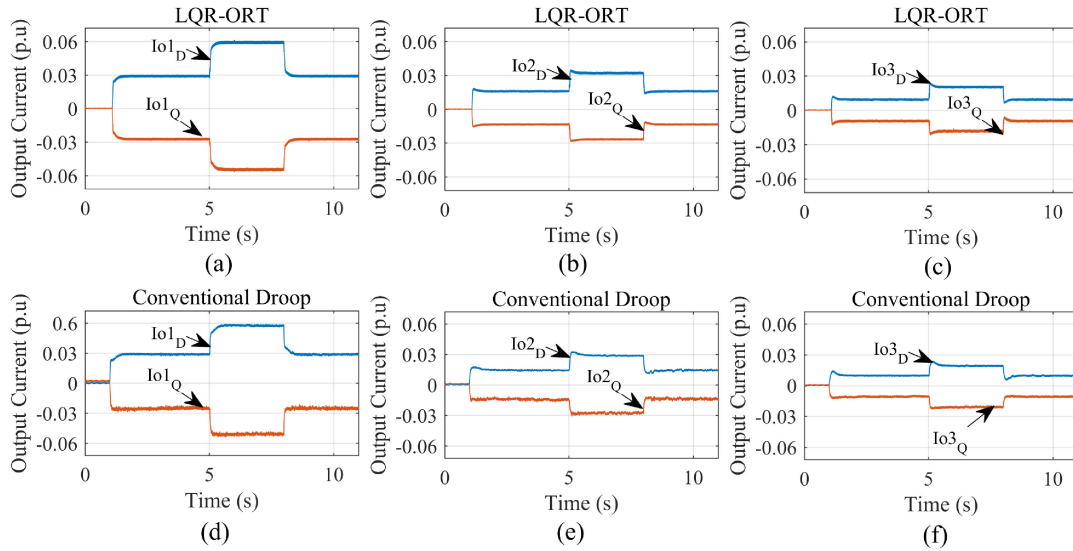 LQR-ORT
Output Current (p.u)
0.06
0.03
0
-0.03
-0.06
Io1D
Io1Q
0
5
10
Time (s)
(a)
LQR-ORT
Output Current (p.u)
0.06
0.03
0
-0.03
-0.06
Io2D
Io2Q
0
5
10
Time (s)
(b)
LQR-ORT
Output Current (p.u)
0.06
0.03
0
-0.03
-0.06
Io3D
Io3Q
0
5
10
Time (s)
(c)
Conventional Droop
Output Current (p.u)
0.6
0.03
0
-0.03
-0.06
Io1D
Io1Q
0
5
10
Time (s)
(d)
Conventional Droop
Output Current (p.u)
0.06
0.03
0
-0.03
-0.06
Io2D
Io2Q
0
5
10
Time (s)
(e)
Conventional Droop
Output Current (p.u)
0.06
0.03
0
-0.03
-0.06
Io3D
Io3Q
0
5
10
Time (s)
(f)